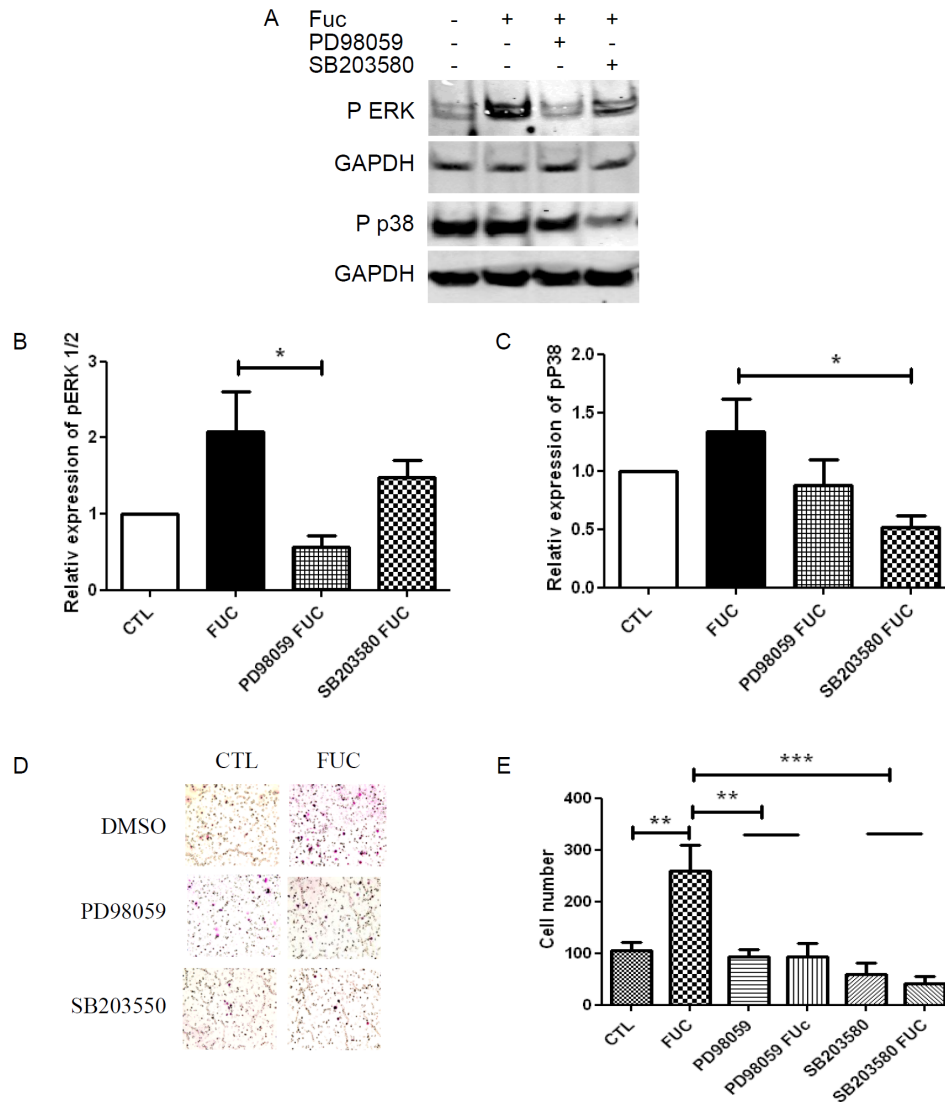 A
Fuc - + + +
PD98059 - - + -
SB203580 - - - +
P ERK
GAPDH
P p38
GAPDH
B
Relativ expression of pERK 1/2
3
2
1
0
*
CTL
FUC
PD98059 FUC
SB203580 FUC
C
Relative expression of pP38
2.0
1.5
1.0
0.5
0.0
*
CTL
FUC
PD98059 FUC
SB203580 FUC
D
CTL FUC
DMSO
PD98059
SB203550
E
Cell number
400
300
200
100
0
**
**
***
CTL
FUC
PD98059
PD98059 FUc
SB203580
SB203580 FUC